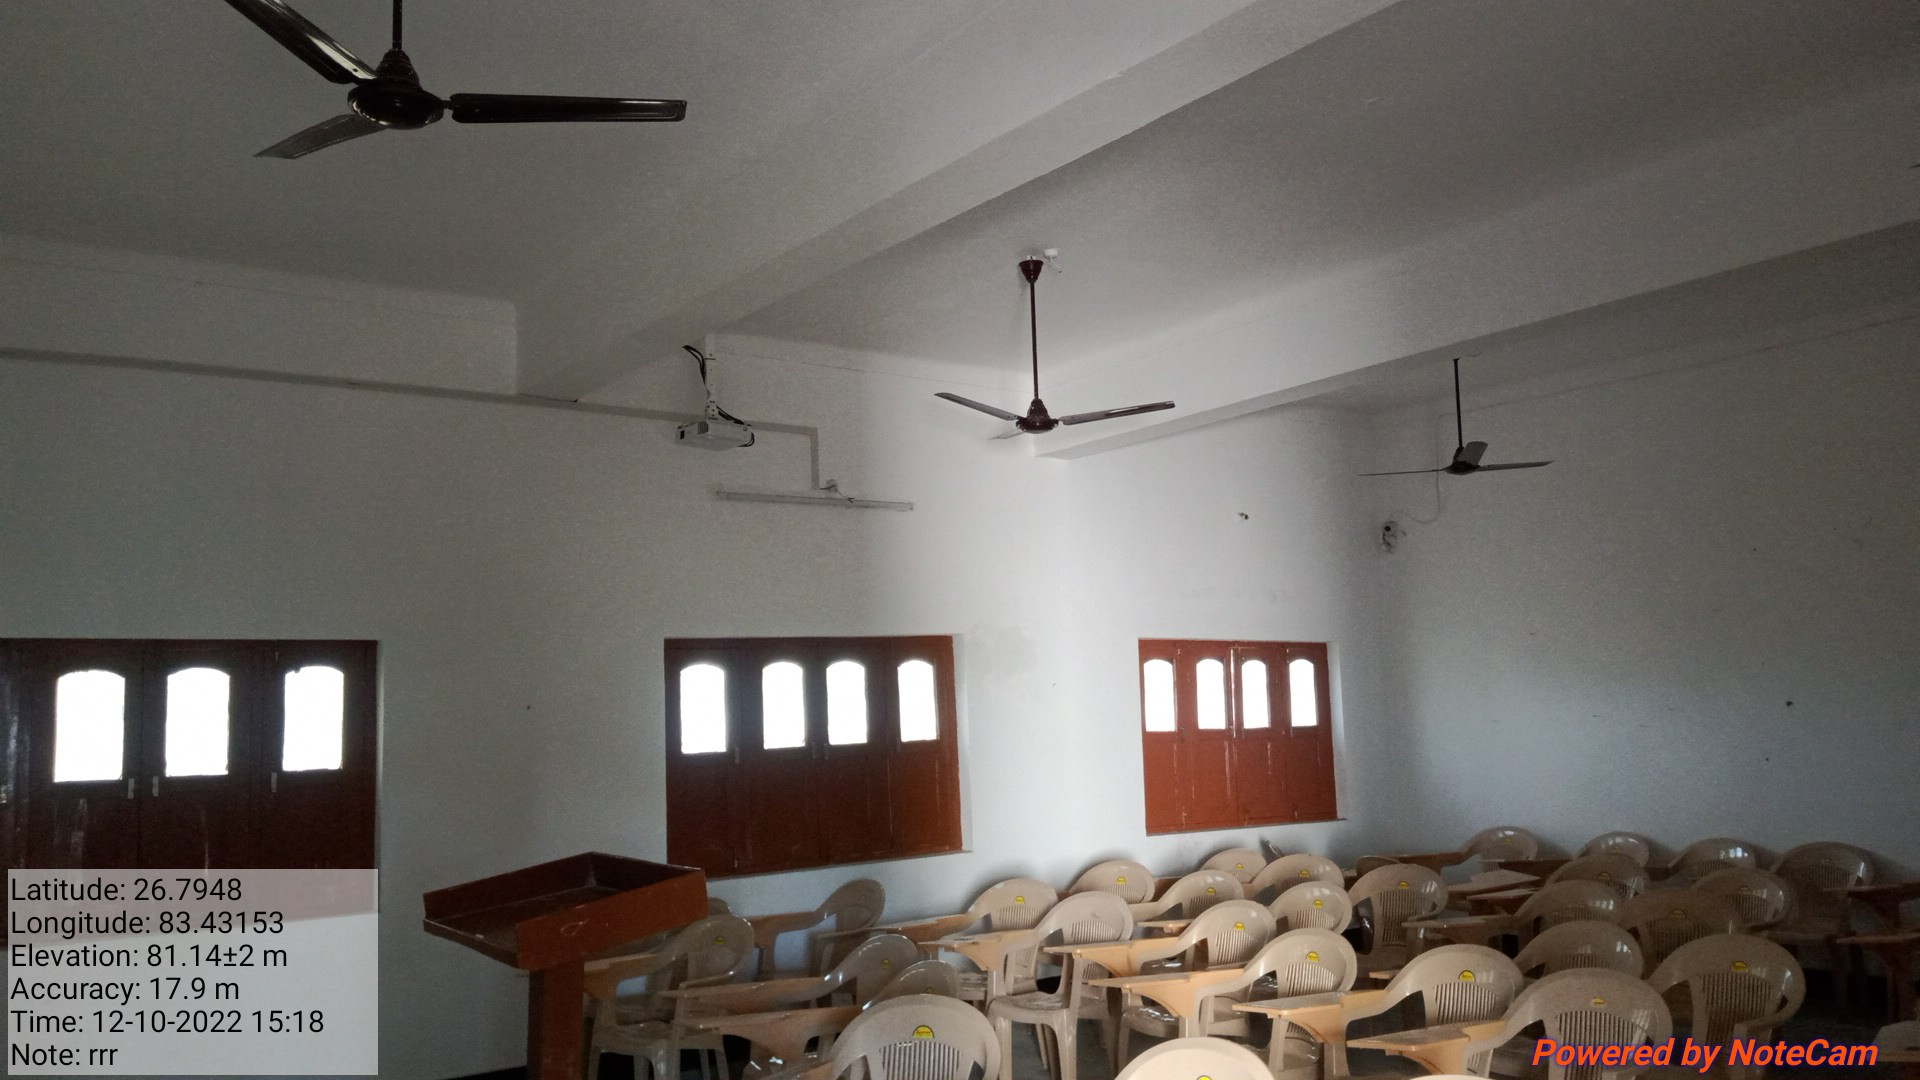 Latitude: 26.7948
Longitude: 83.43153
Elevation: 81.14±2 m
Accuracy: 17.9 m
Time: 12-10-2022 15:18
Note: rrr
Powered by NoteCam